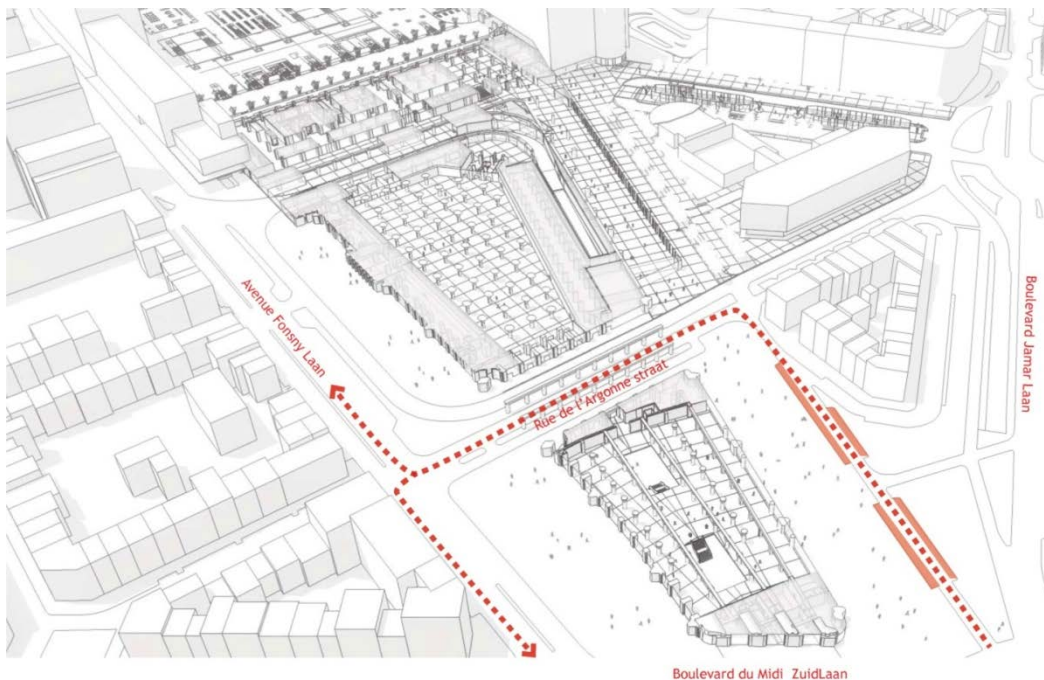 Avenue Fonsny Laan
Rue de l'Argonne straat
Boulevard Jamar Laan
Boulevard du Midi ZuidLaan